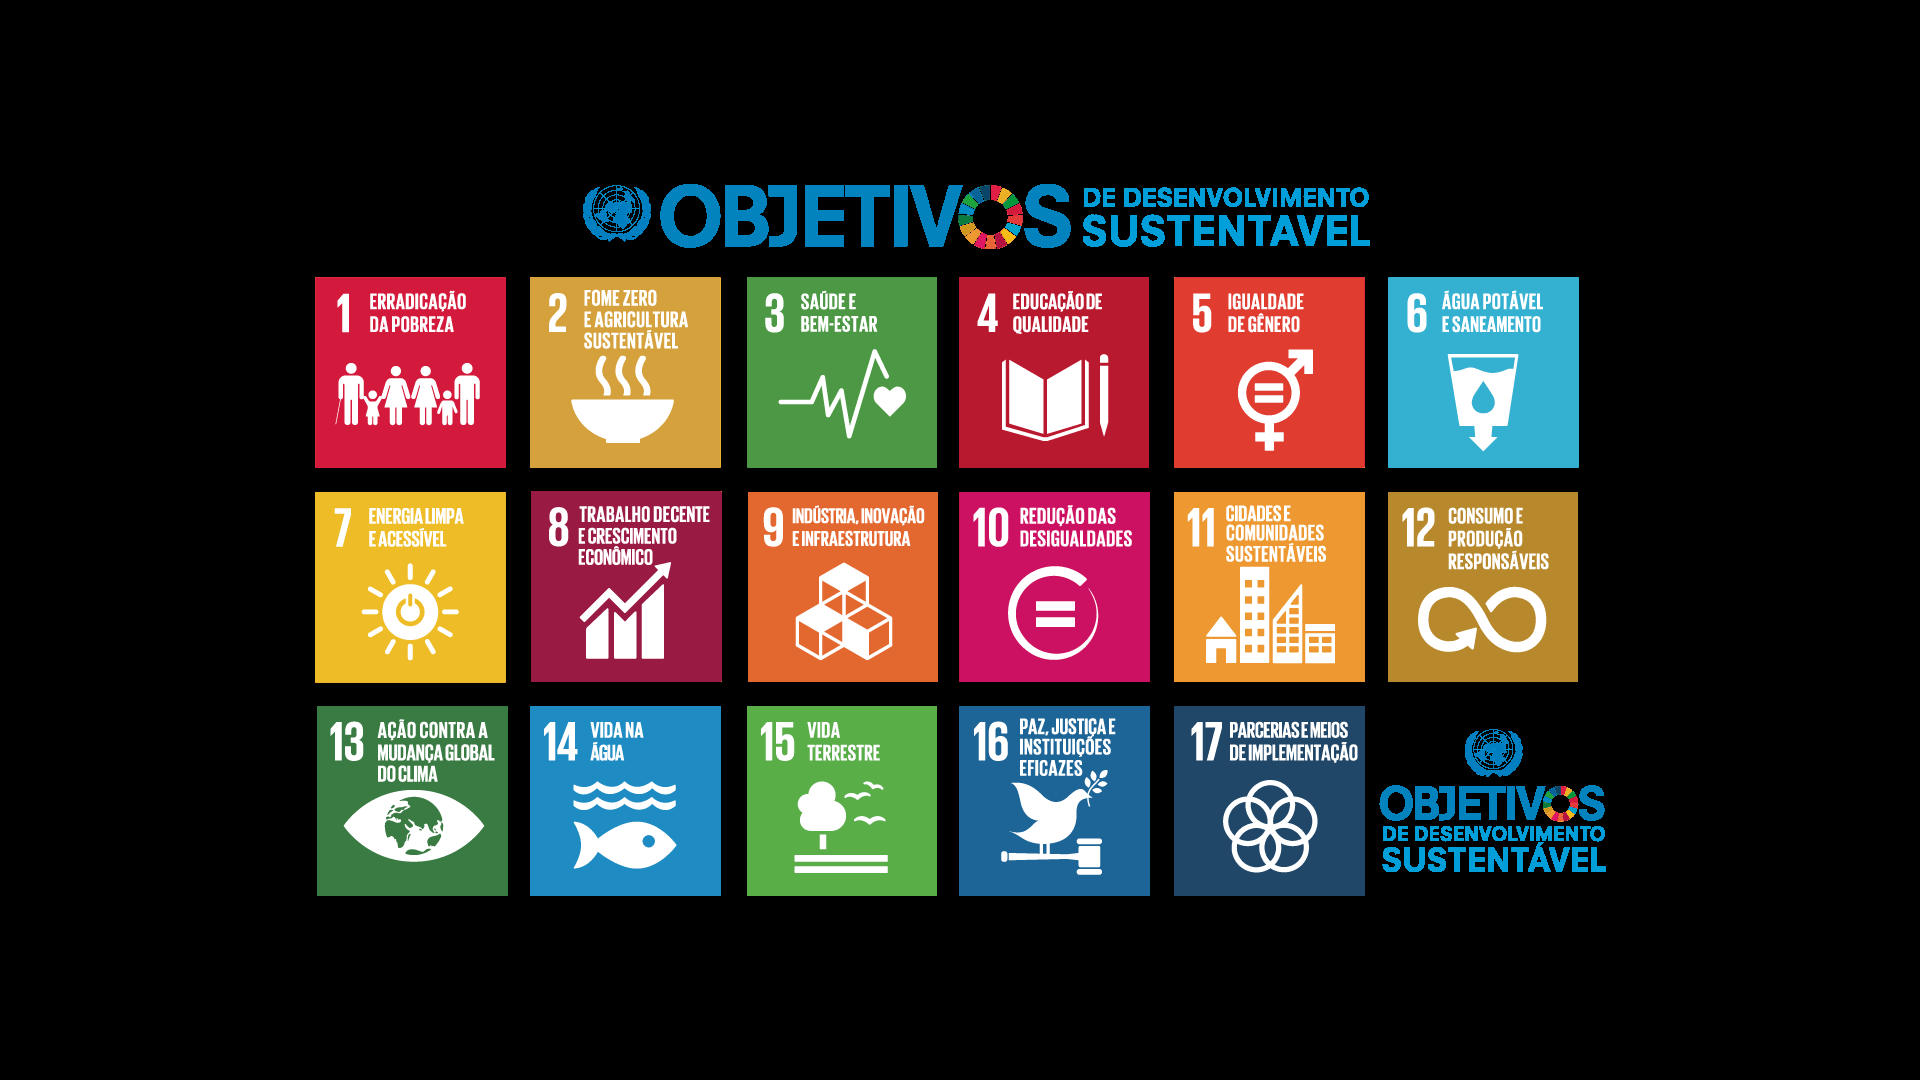 OBJETIVOS
DE DESENVOLVIMENTO
SUSTENTAVEL
1 ERRADICAÇÃO
DA POBREZA
2 FOME ZERO
E AGRICULTURA
SUSTENTÁVEL
3 SAÚDE E
BEM-ESTAR
4 EDUCAÇÃO DE
QUALIDADE
5 IGUALDADE
DE GÊNERO
6 ÁGUA POTÁVEL
E SANEAMENTO
7 ENERGIA LIMPA
E ACESSÍVEL
8 TRABALHO DECENTE
E CRESCIMENTO
ECONÔMICO
9 INDÚSTRIA, INOVAÇÃO
E INFRAESTRUTURA
10 REDUÇÃO DAS
DESIGUALDADES
11 CIDADES E
COMUNIDADES
SUSTENTÁVEIS
12 CONSUMO E
PRODUÇÃO
RESPONSÁVEIS
13 AÇÃO CONTRA A
MUDANÇA GLOBAL
DO CLIMA
14 VIDA NA
ÁGUA
15 VIDA
TERRESTRE
16 PAZ, JUSTIÇA E
INSTITUIÇÕES
EFICAZES
17 PARCERIAS E MEIOS
DE IMPLEMENTAÇÃO
OBJETIVOS
DE DESENVOLVIMENTO
SUSTENTÁVEL